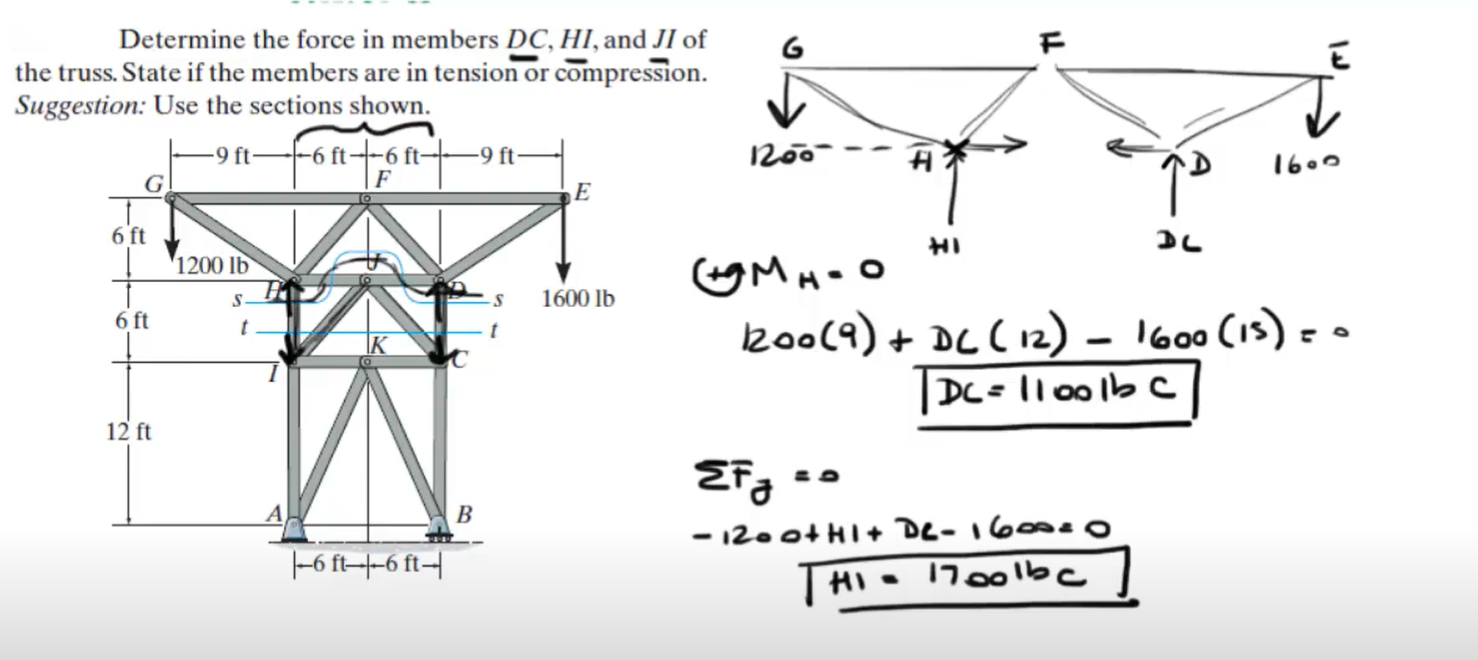 Determine the force in members DC, HI, and JI of
the truss. State if the members are in tension or compression.
Suggestion: Use the sections shown.
9 ft 6 ft 6 ft 9 ft
G F E
6 ft
1200 lb
H J D
s s
1600 lb
6 ft
t t
K
I C
12 ft
A B
6 ft 6 ft
G F E
1200 H D 1600
HI DC
+ M H = 0
1200(9) + DC(12) - 1600(15) = 0
DC = 1100 lb C
ΣFy = 0
-1200 + HI + DC - 1600 = 0
HI = 1700 lb C